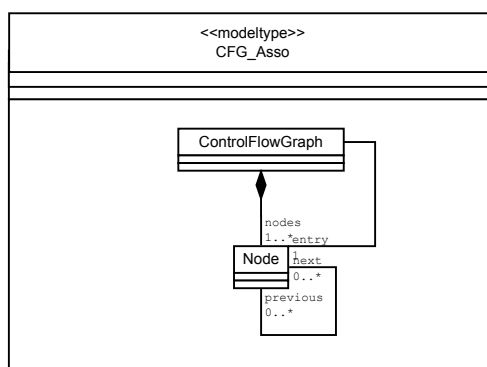 <<modeltype>>
CFG_Asso
ControlFlowGraph
nodes
1..*
entry
1
Node
next
0..*
previous
0..*